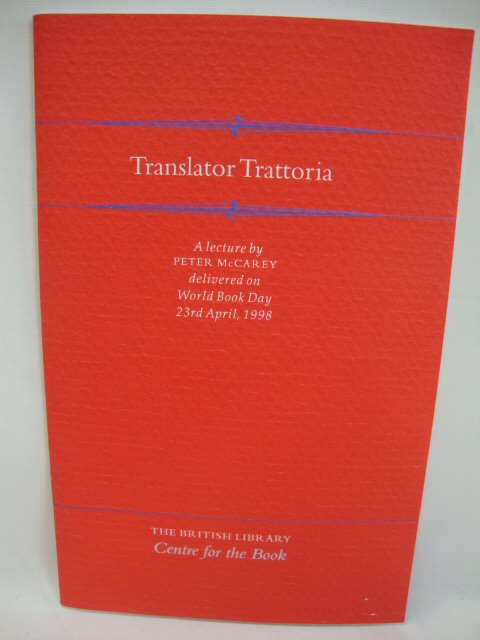 Translator Trattoria
A lecture by
PETER McCAREY
delivered on
World Book Day
23rd April, 1998
THE BRITISH LIBRARY
Centre for the Book